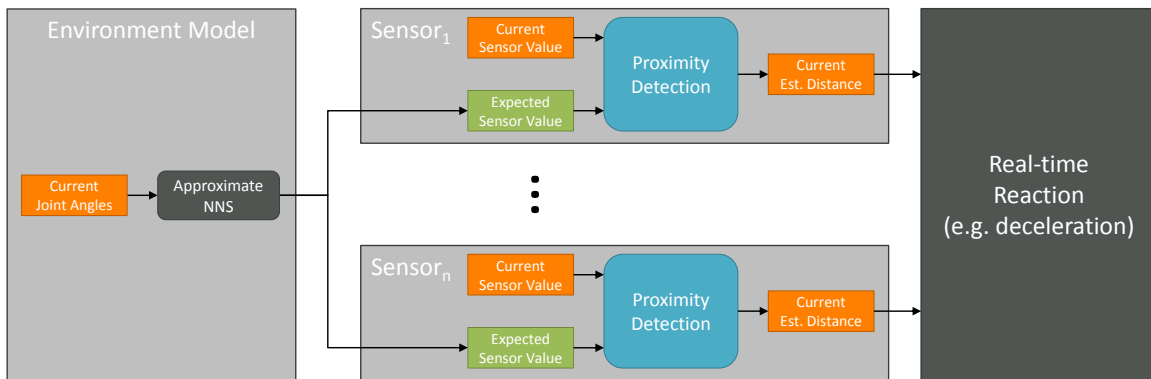 Environment Model
Current
Joint Angles
Approximate
NNS
Sensor1
Current
Sensor Value
Expected
Sensor Value
Proximity
Detection
Current
Est. Distance
Sensorn
Current
Sensor Value
Expected
Sensor Value
Proximity
Detection
Current
Est. Distance
Real-time
Reaction
(e.g. deceleration)